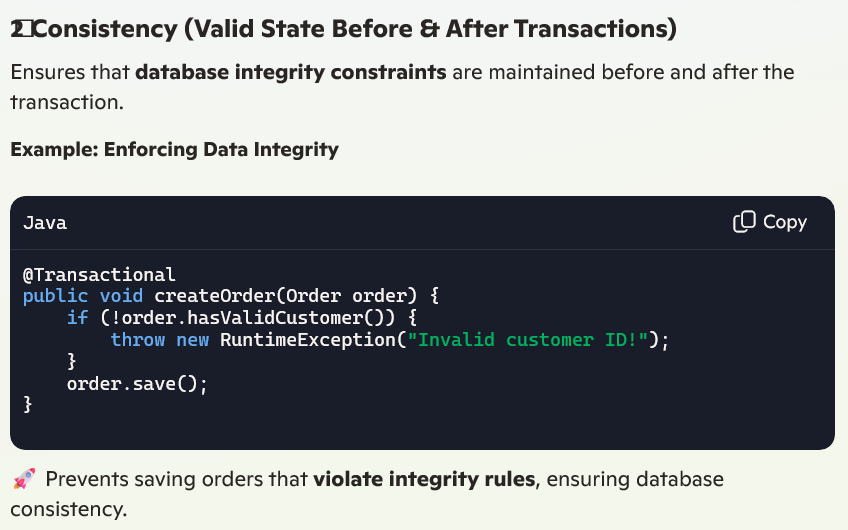 2 Consistency (Valid State Before & After Transactions)
Ensures that database integrity constraints are maintained before and after the
transaction.
Example: Enforcing Data Integrity
Java
Copy
@Transactional
public void createOrder(Order order) {
    if (!order.hasValidCustomer()) {
        throw new RuntimeException("Invalid customer ID!");
    }
    order.save();
}
🚀 Prevents saving orders that violate integrity rules, ensuring database
consistency.